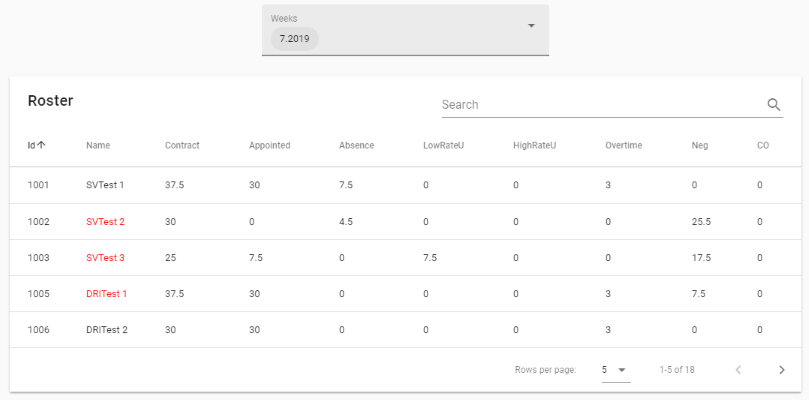 Weeks
7.2019
Roster
Search
Id Name Contract Appointed Absence LowRateU HighRateU Overtime Neg CO
1001 SVTest 1 37.5 30 7.5 0 0 3 0 0
1002 SVTest 2 30 0 4.5 0 0 0 25.5 0
1003 SVTest 3 25 7.5 0 7.5 0 0 17.5 0
1005 DRITest 1 37.5 30 0 0 0 3 7.5 0
1006 DRITest 2 30 30 0 0 0 3 0 0
Rows per page: 5 1-5 of 18